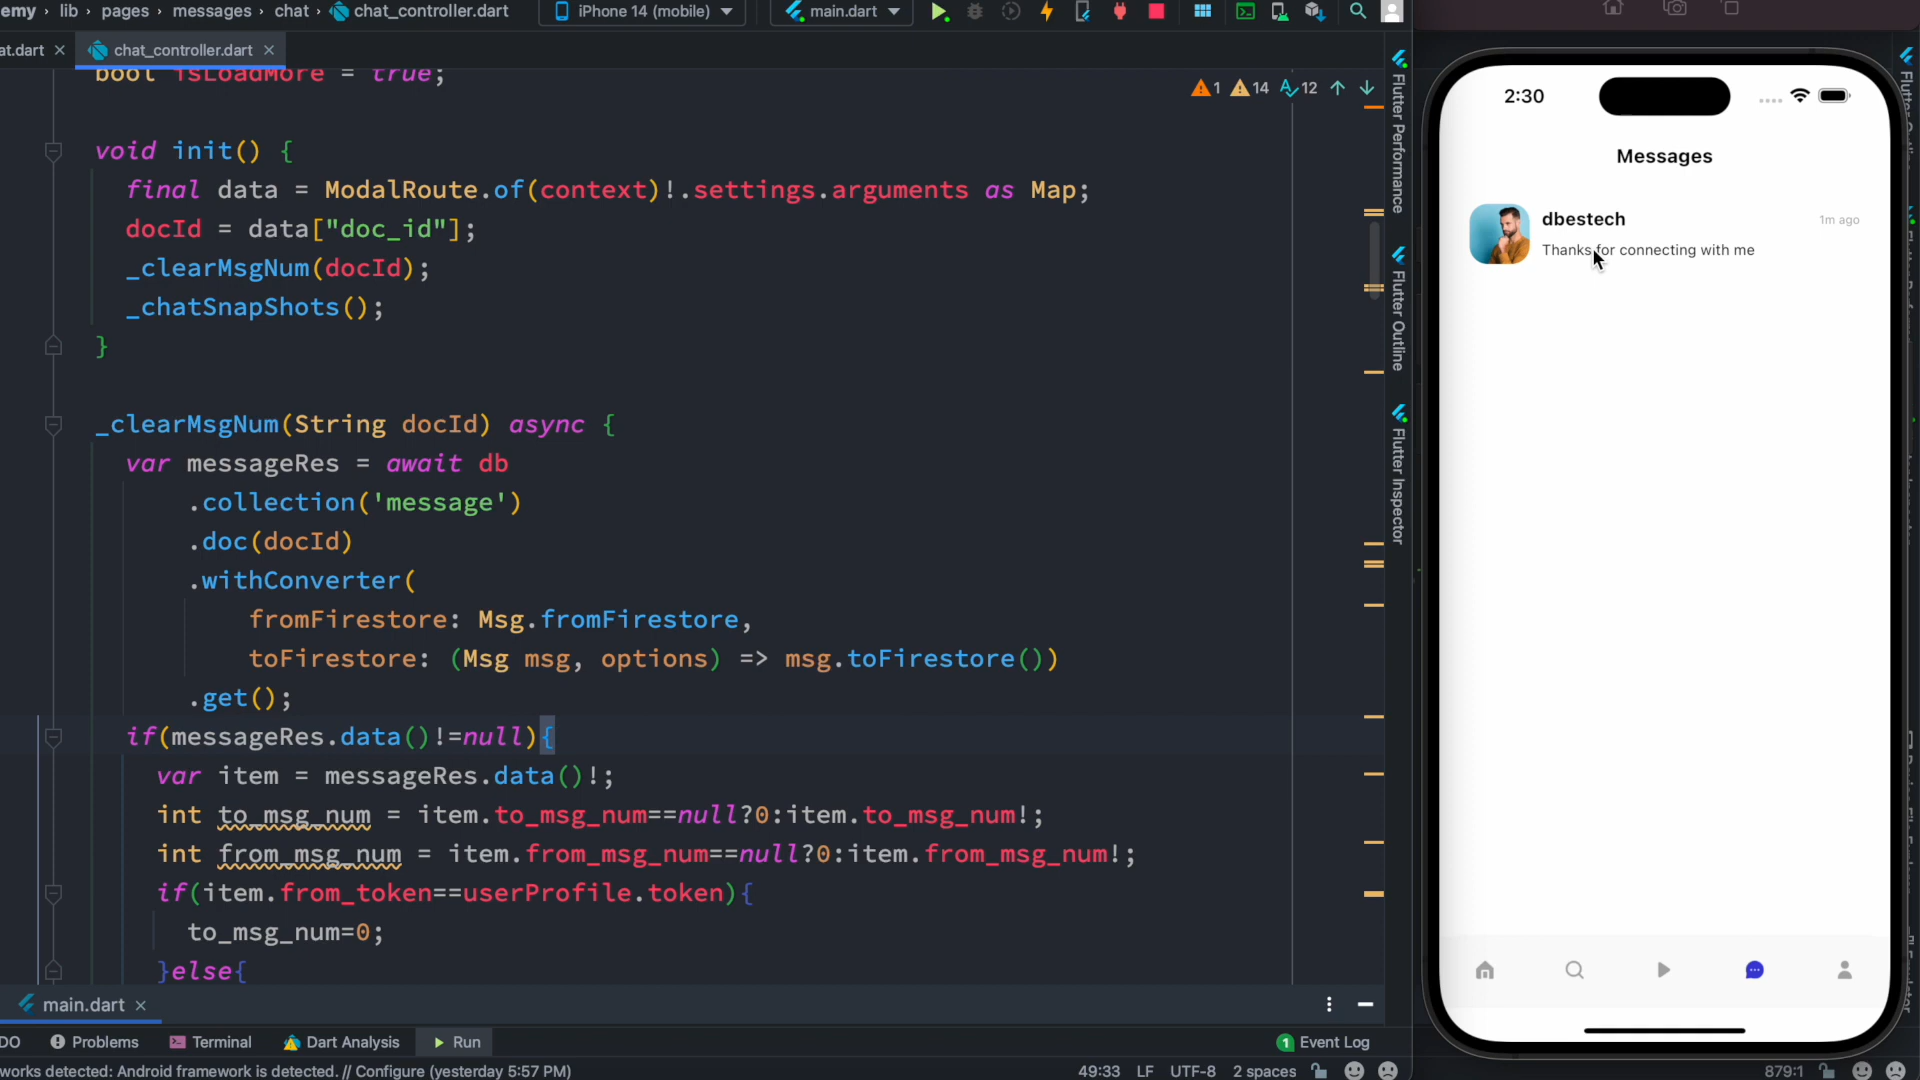 emy › lib › pages › messages › chat › chat_controller.dart
iPhone 14 (mobile)
main.dart
at.dart
chat_controller.dart
bool isLoadMore = true;
1 14 12
void init() {
final data = ModalRoute.of(context)!.settings.arguments as Map;
docId = data["doc_id"];
_clearMsgNum(docId);
_chatSnapShots();
}
_clearMsgNum(String docId) async {
var messageRes = await db
.collection('message')
.doc(docId)
.withConverter(
fromFirestore: Msg.fromFirestore,
toFirestore: (Msg msg, options) => msg.toFirestore())
.get();
if(messageRes.data()!=null){
var item = messageRes.data()!;
int to_msg_num = item.to_msg_num==null?0:item.to_msg_num!;
int from_msg_num = item.from_msg_num==null?0:item.from_msg_num!;
if(item.from_token==userProfile.token){
to_msg_num=0;
}else{
Flutter Performance
Flutter Outline
Flutter Inspector
main.dart
DO
Problems
Terminal
Dart Analysis
Run
1 Event Log
works detected: Android framework is detected. // Configure (yesterday 5:57 PM)
49:33 LF UTF-8 2 spaces
2:30
Messages
dbestech
1m ago
Thanks for connecting with me
879:1